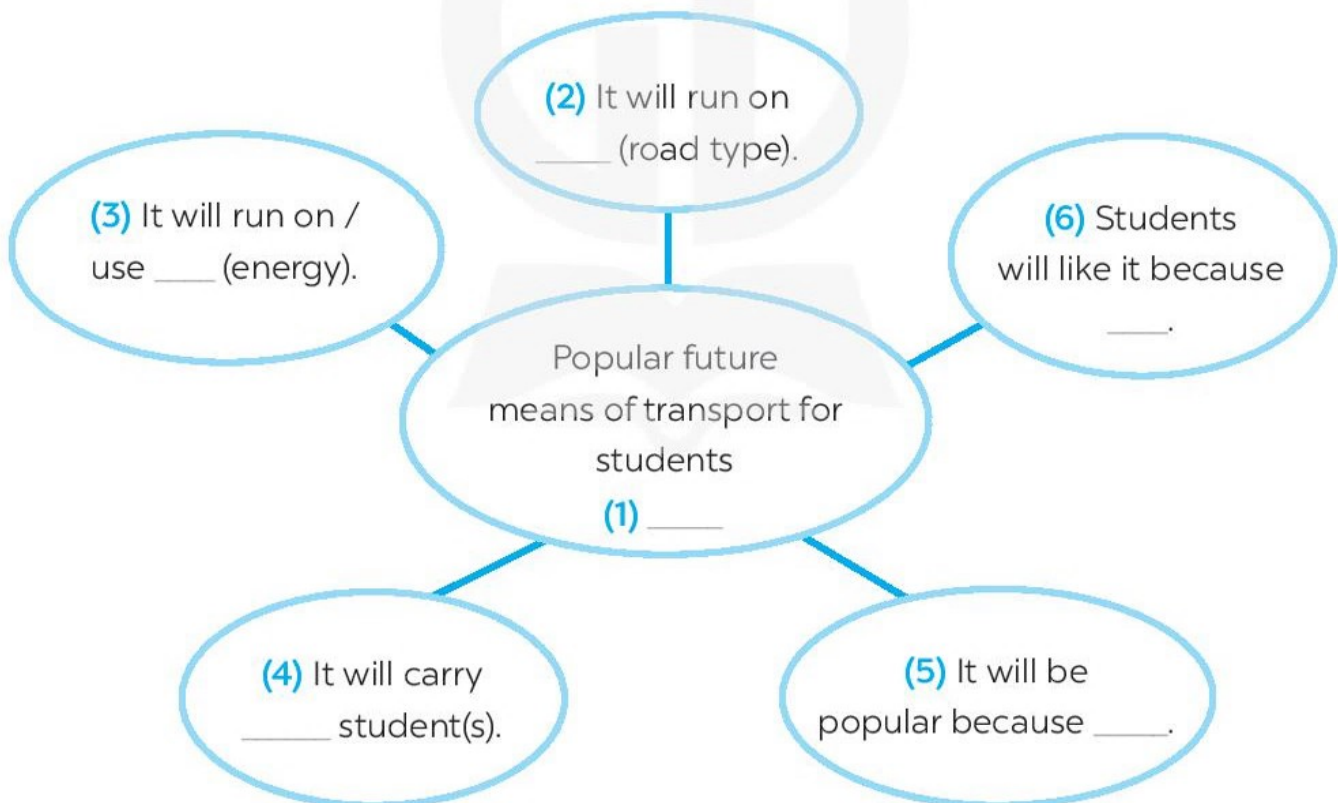 (2) It will run on
_____ (road type).
(3) It will run on /
use ____ (energy).
(6) Students
will like it because
____.
Popular future
means of transport for
students
(1) _____
(4) It will carry
______ student(s).
(5) It will be
popular because _____.